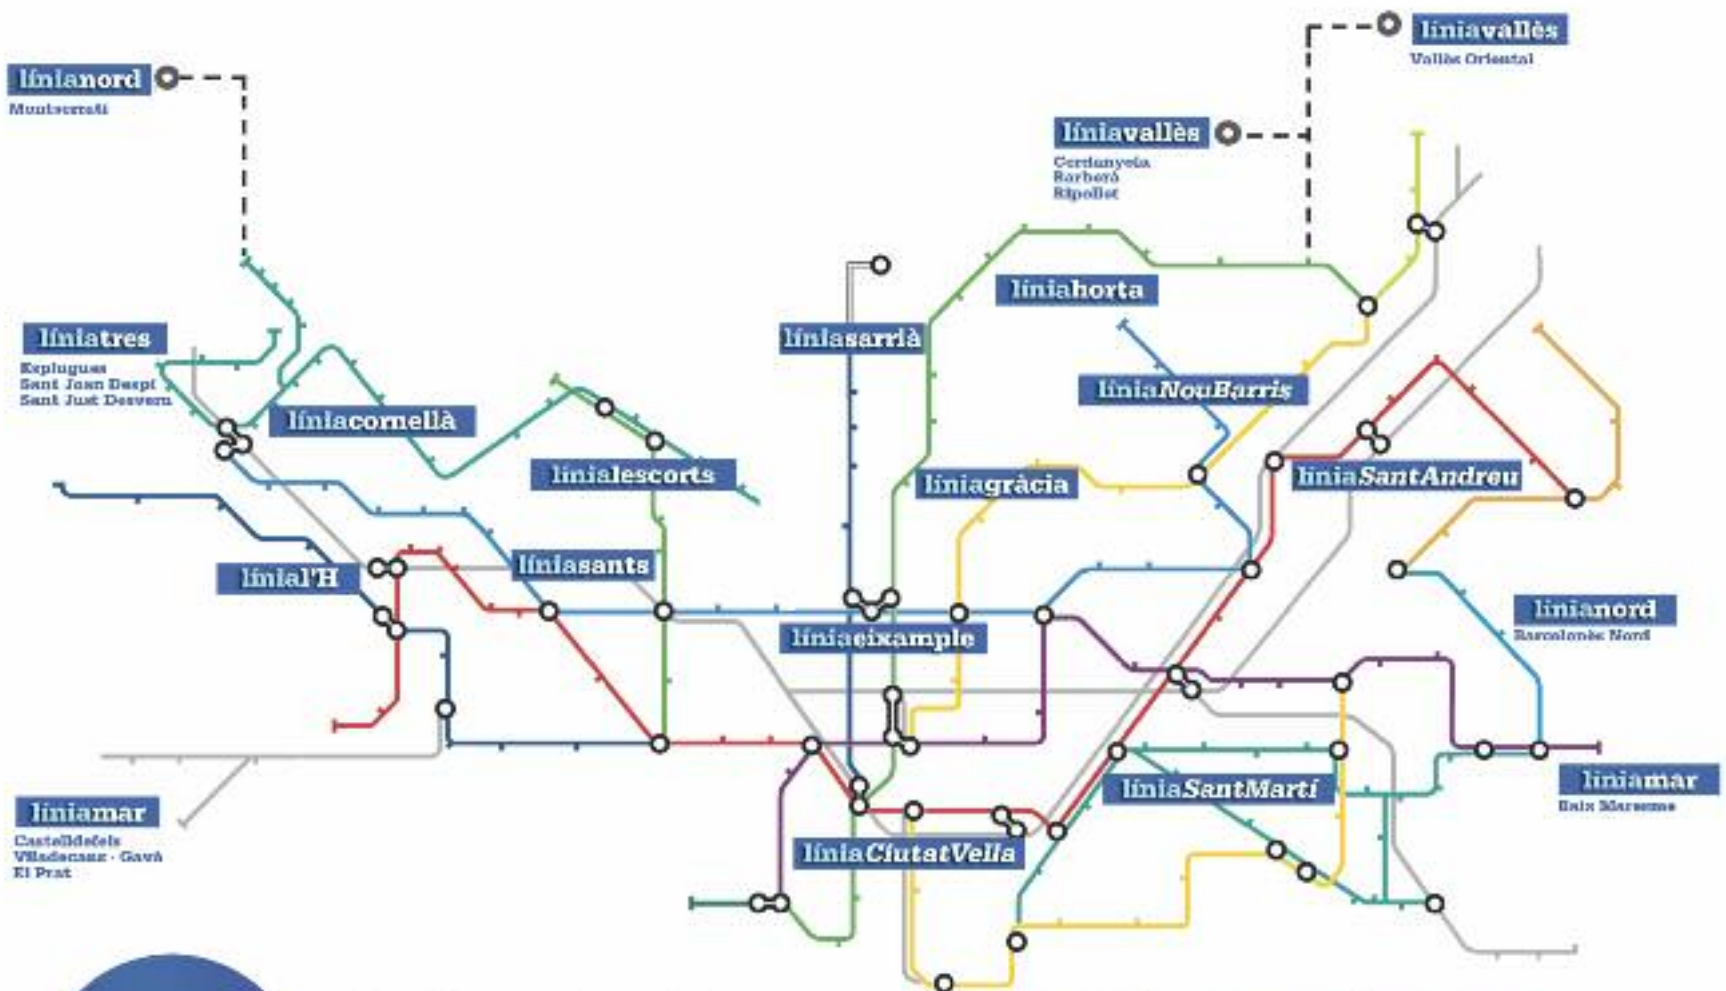 líniavallès
Vallès Oriental
línianord
Montserratí
líniavallès
Cerdanyola
Barberà
Ripollet
líniahorta
líniatres
Esplugues
Sant Joan Despí
Sant Just Desvern
líniasarrià
líniaNouBarris
líniacornellà
línialescorts
líniagràcia
líniaSantAndreu
línial'H
líniasants
línianord
Barcelonès Nord
líniaeixample
líniamar
Castelldefels
Viladecans · Gavà
El Prat
líniaSantMartí
líniamar
Baix Maresme
líniaCiutatVella